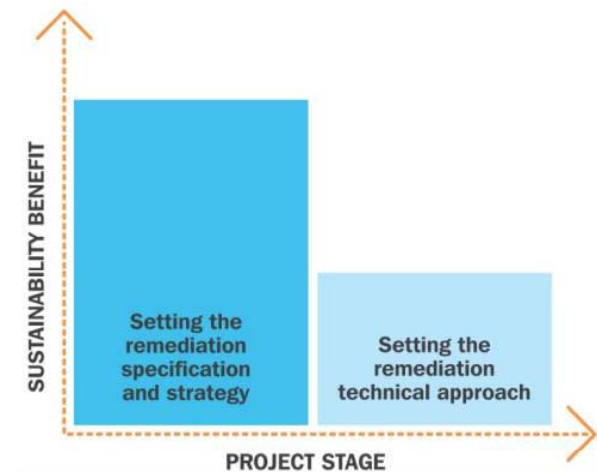 SUSTAINABILITY BENEFIT
Setting the
remediation
specification
and strategy
Setting the
remediation
technical approach
PROJECT STAGE